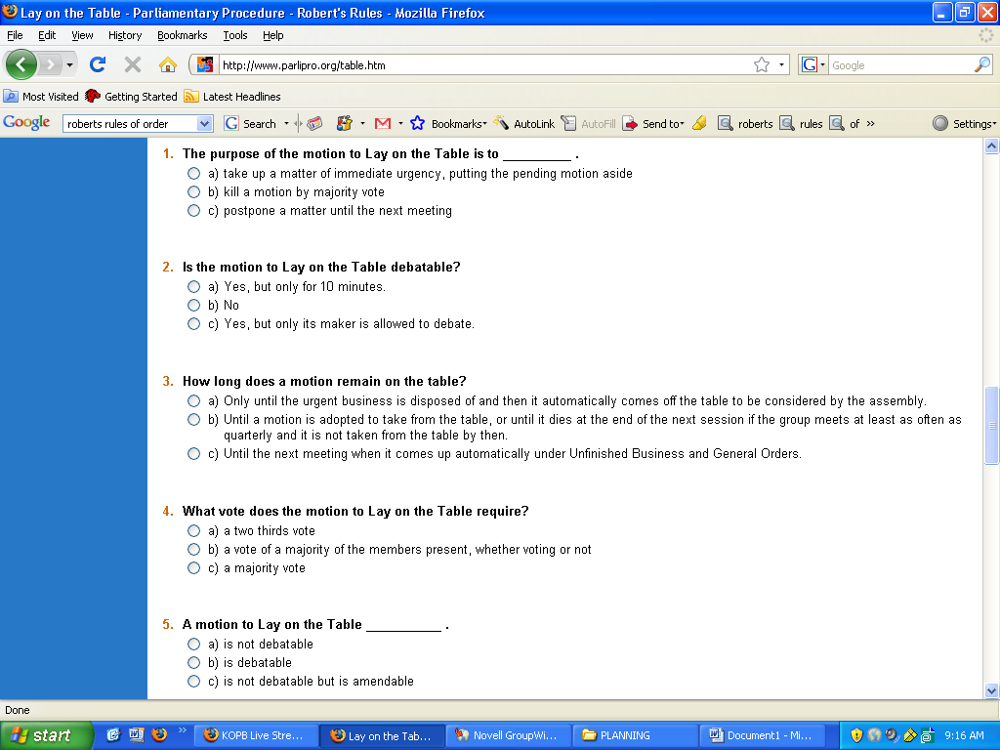 Lay on the Table - Parliamentary Procedure - Robert's Rules - Mozilla Firefox
File Edit View History Bookmarks Tools Help
http://www.parlipro.org/table.htm
G Google
Most Visited Getting Started Latest Headlines
Google roberts rules of order G Search Bookmarks AutoLink AutoFill Send to roberts rules of » Settings
1. The purpose of the motion to Lay on the Table is to __________ .
a) take up a matter of immediate urgency, putting the pending motion aside
b) kill a motion by majority vote
c) postpone a matter until the next meeting
2. Is the motion to Lay on the Table debatable?
a) Yes, but only for 10 minutes.
b) No
c) Yes, but only its maker is allowed to debate.
3. How long does a motion remain on the table?
a) Only until the urgent business is disposed of and then it automatically comes off the table to be considered by the assembly.
b) Until a motion is adopted to take from the table, or until it dies at the end of the next session if the group meets at least as often as
quarterly and it is not taken from the table by then.
c) Until the next meeting when it comes up automatically under Unfinished Business and General Orders.
4. What vote does the motion to Lay on the Table require?
a) a two thirds vote
b) a vote of a majority of the members present, whether voting or not
c) a majority vote
5. A motion to Lay on the Table ___________ .
a) is not debatable
b) is debatable
c) is not debatable but is amendable
Done
start » KOPB Live Stre... Lay on the Tab... Novell GroupWi... PLANNING Document1 - Mi... 9:16 AM